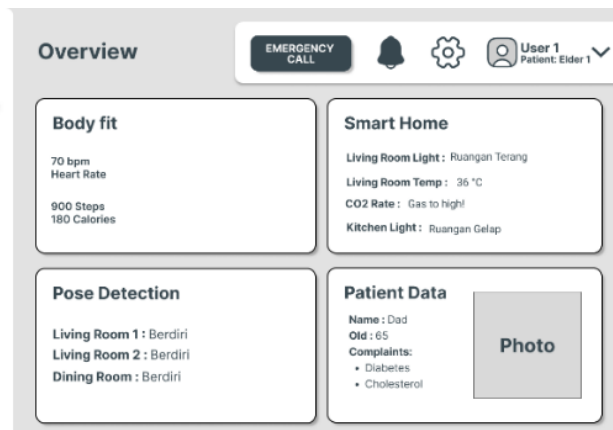 Overview
EMERGENCY
CALL
User 1
Patient: Elder 1
Body fit
70 bpm
Heart Rate
900 Steps
180 Calories
Smart Home
Living Room Light : Ruangan Terang
Living Room Temp : 36 °C
CO2 Rate : Gas to high!
Kitchen Light : Ruangan Gelap
Pose Detection
Living Room 1 : Berdiri
Living Room 2 : Berdiri
Dining Room : Berdiri
Patient Data
Name : Dad
Old : 65
Complaints:
• Diabetes
• Cholesterol
Photo